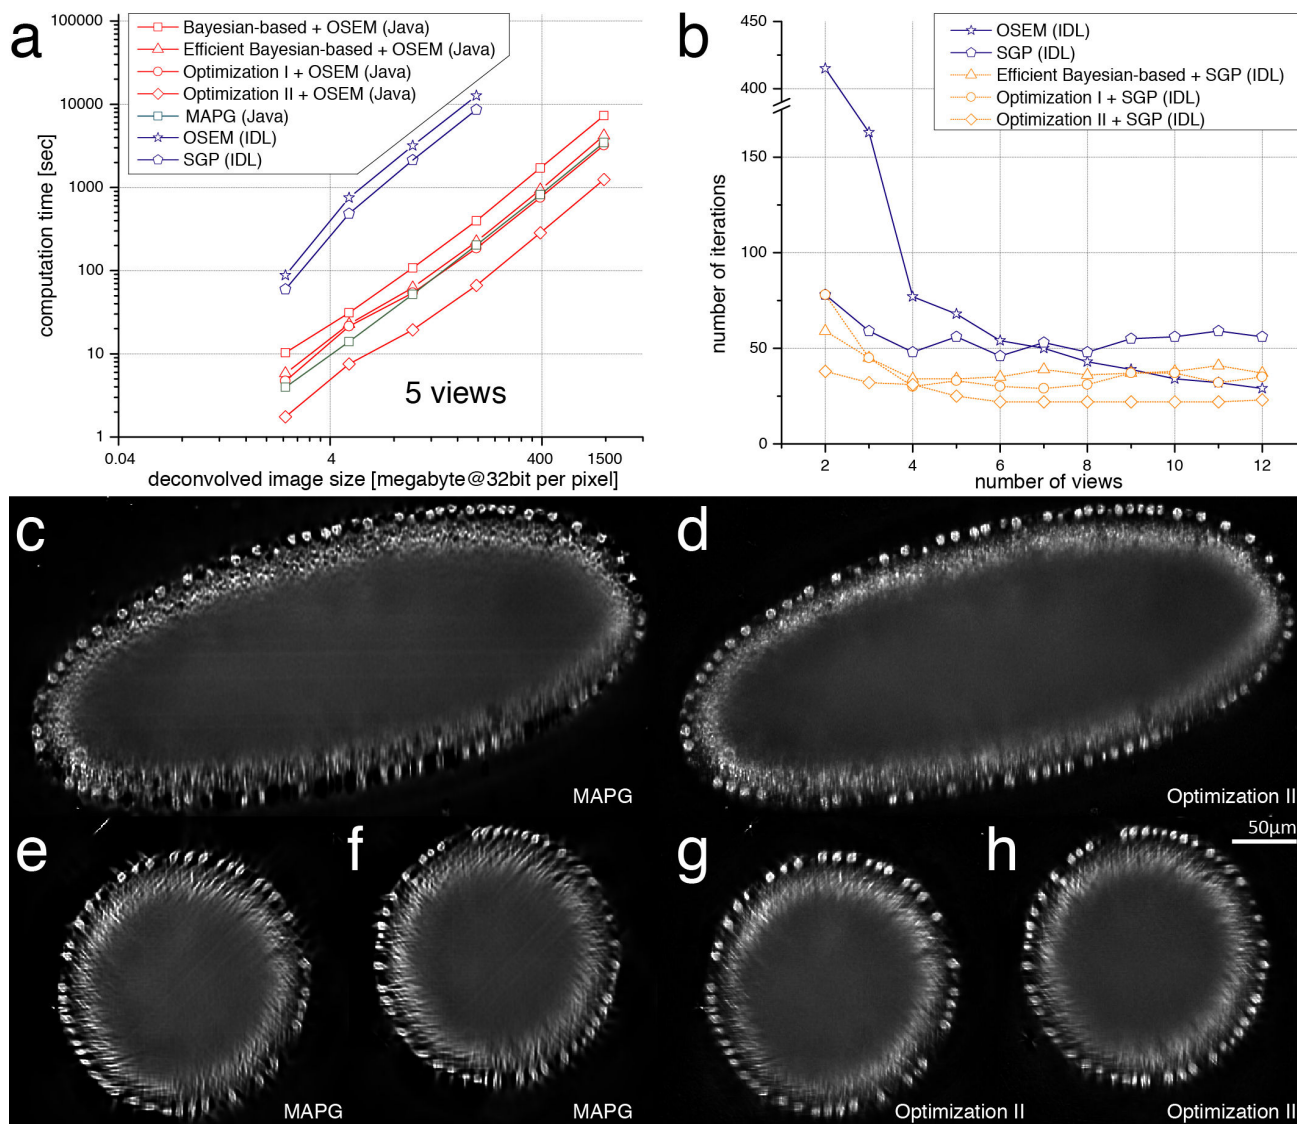 a
100000
10000
1000
100
10
1
computation time [sec]
Bayesian-based + OSEM (Java)
Efficient Bayesian-based + OSEM (Java)
Optimization I + OSEM (Java)
Optimization II + OSEM (Java)
MAPG (Java)
OSEM (IDL)
SGP (IDL)
5 views
0.04
4
400
1500
deconvolved image size [megabyte@32bit per pixel]
b
450
400
150
100
50
0
number of iterations
OSEM (IDL)
SGP (IDL)
Efficient Bayesian-based + SGP (IDL)
Optimization I + SGP (IDL)
Optimization II + SGP (IDL)
2
4
6
8
10
12
number of views
c
MAPG
d
Optimization II
e
MAPG
f
MAPG
g
Optimization II
h
50µm
Optimization II